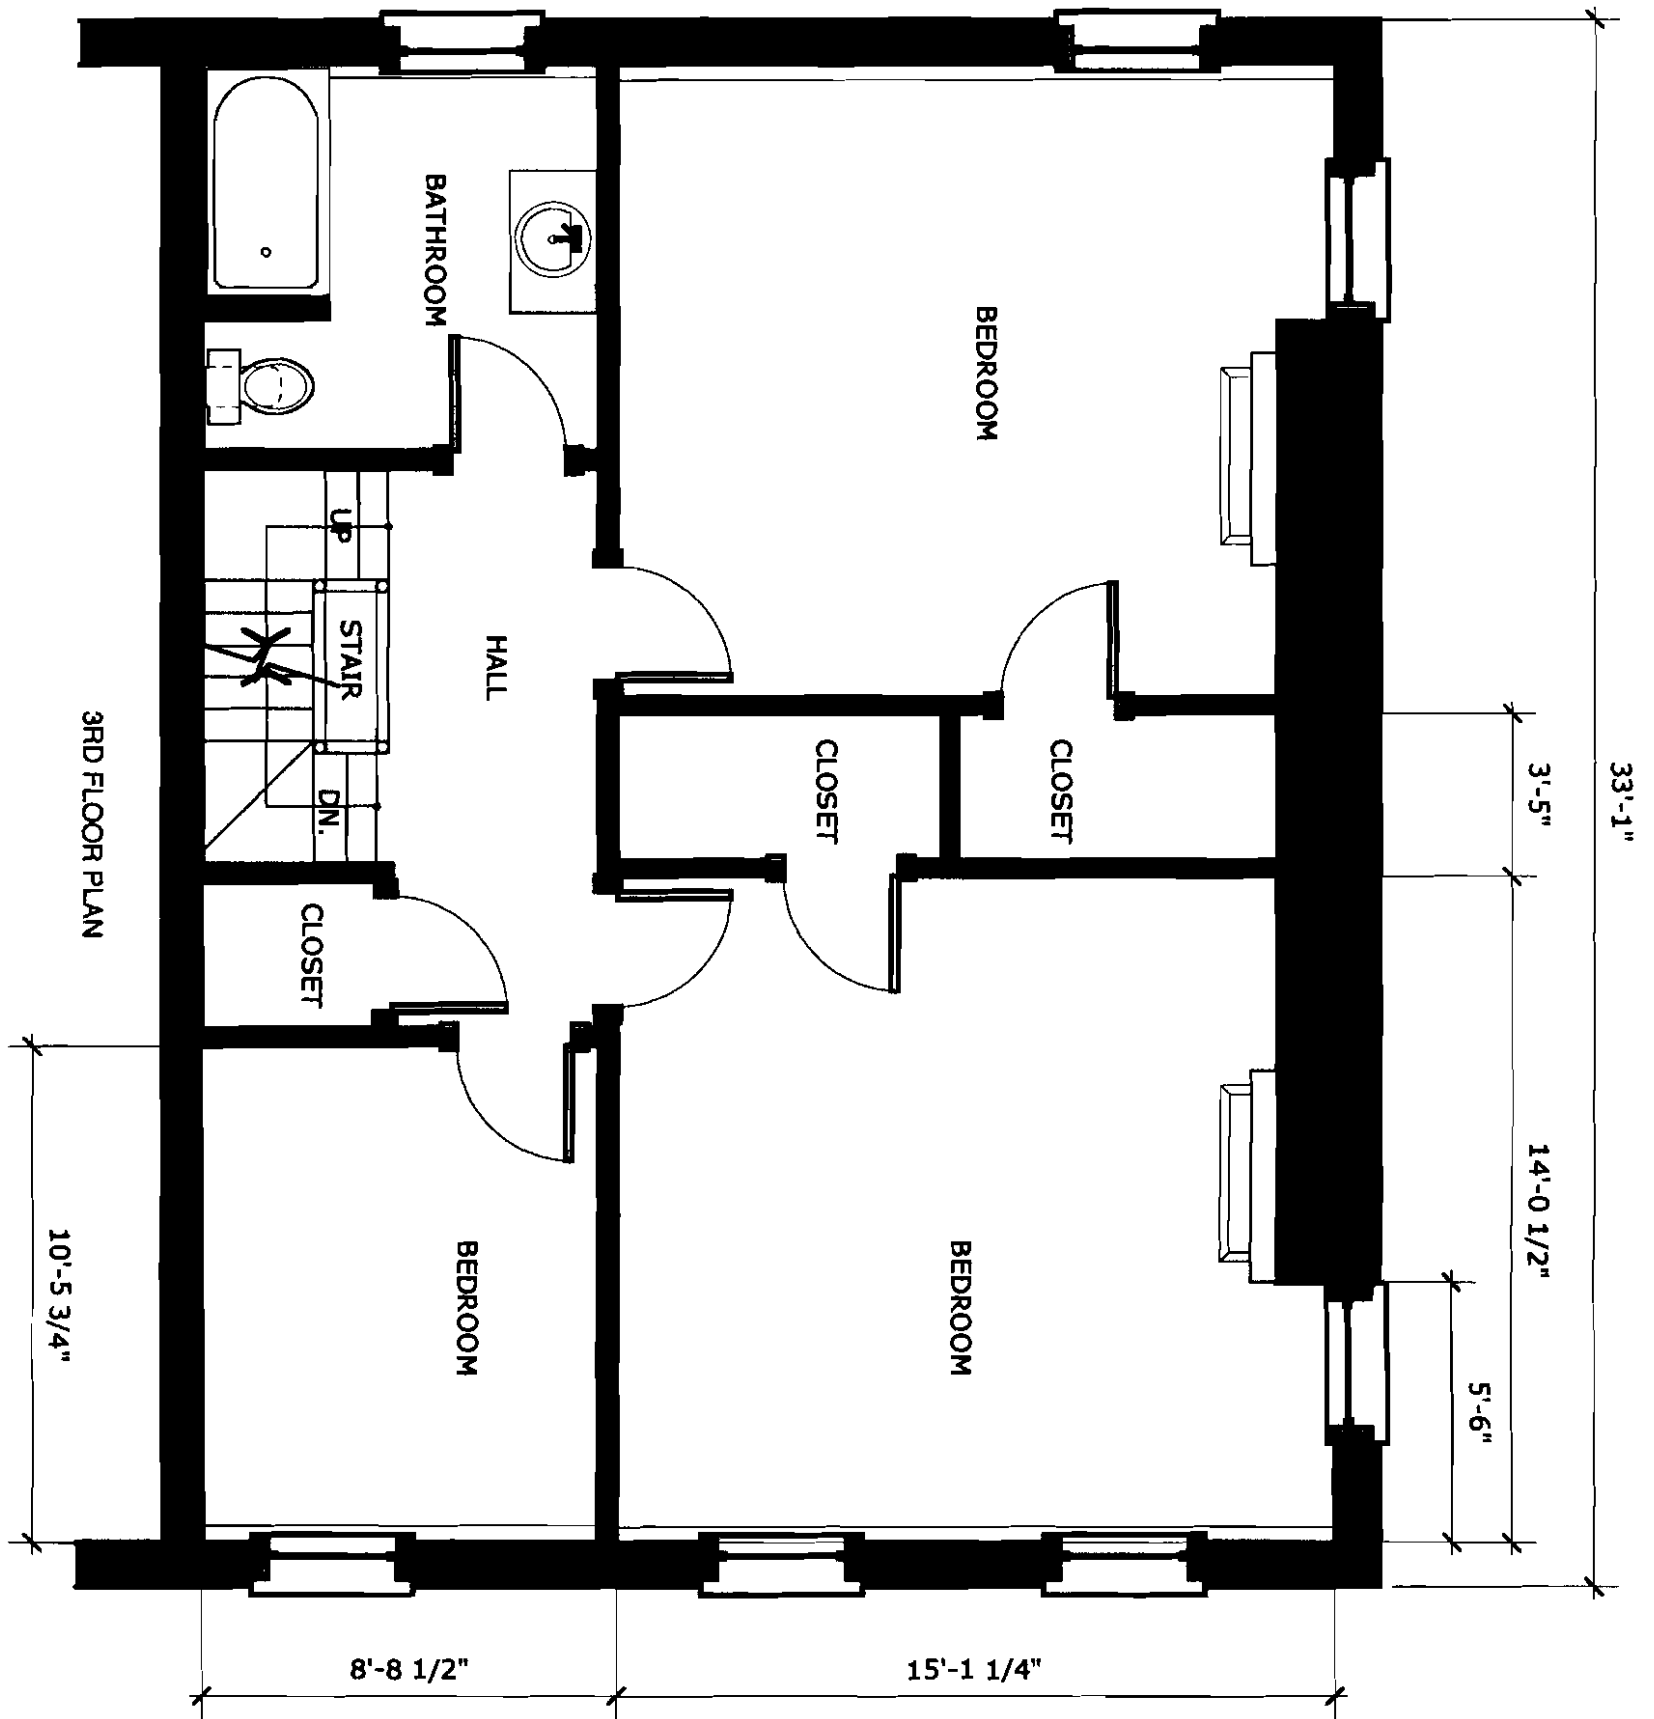 BATHROOM
BEDROOM
33'-1"
UP
STAIR
DN.
HALL
CLOSET
CLOSET
3'-5"
3RD FLOOR PLAN
CLOSET
BEDROOM
BEDROOM
14'-0 1/2"
5'-6"
10'-5 3/4"
8'-8 1/2"
15'-1 1/4"